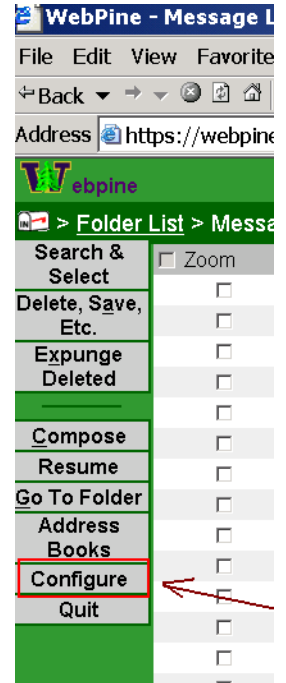 WebPine - Message L
File Edit View Favorite
Back
Address https://webpine
Webpine
> Folder List > Messa
Search &
Select
Zoom
Delete, Save,
Etc.
Expunge
Deleted
Compose
Resume
Go To Folder
Address
Books
Configure
Quit